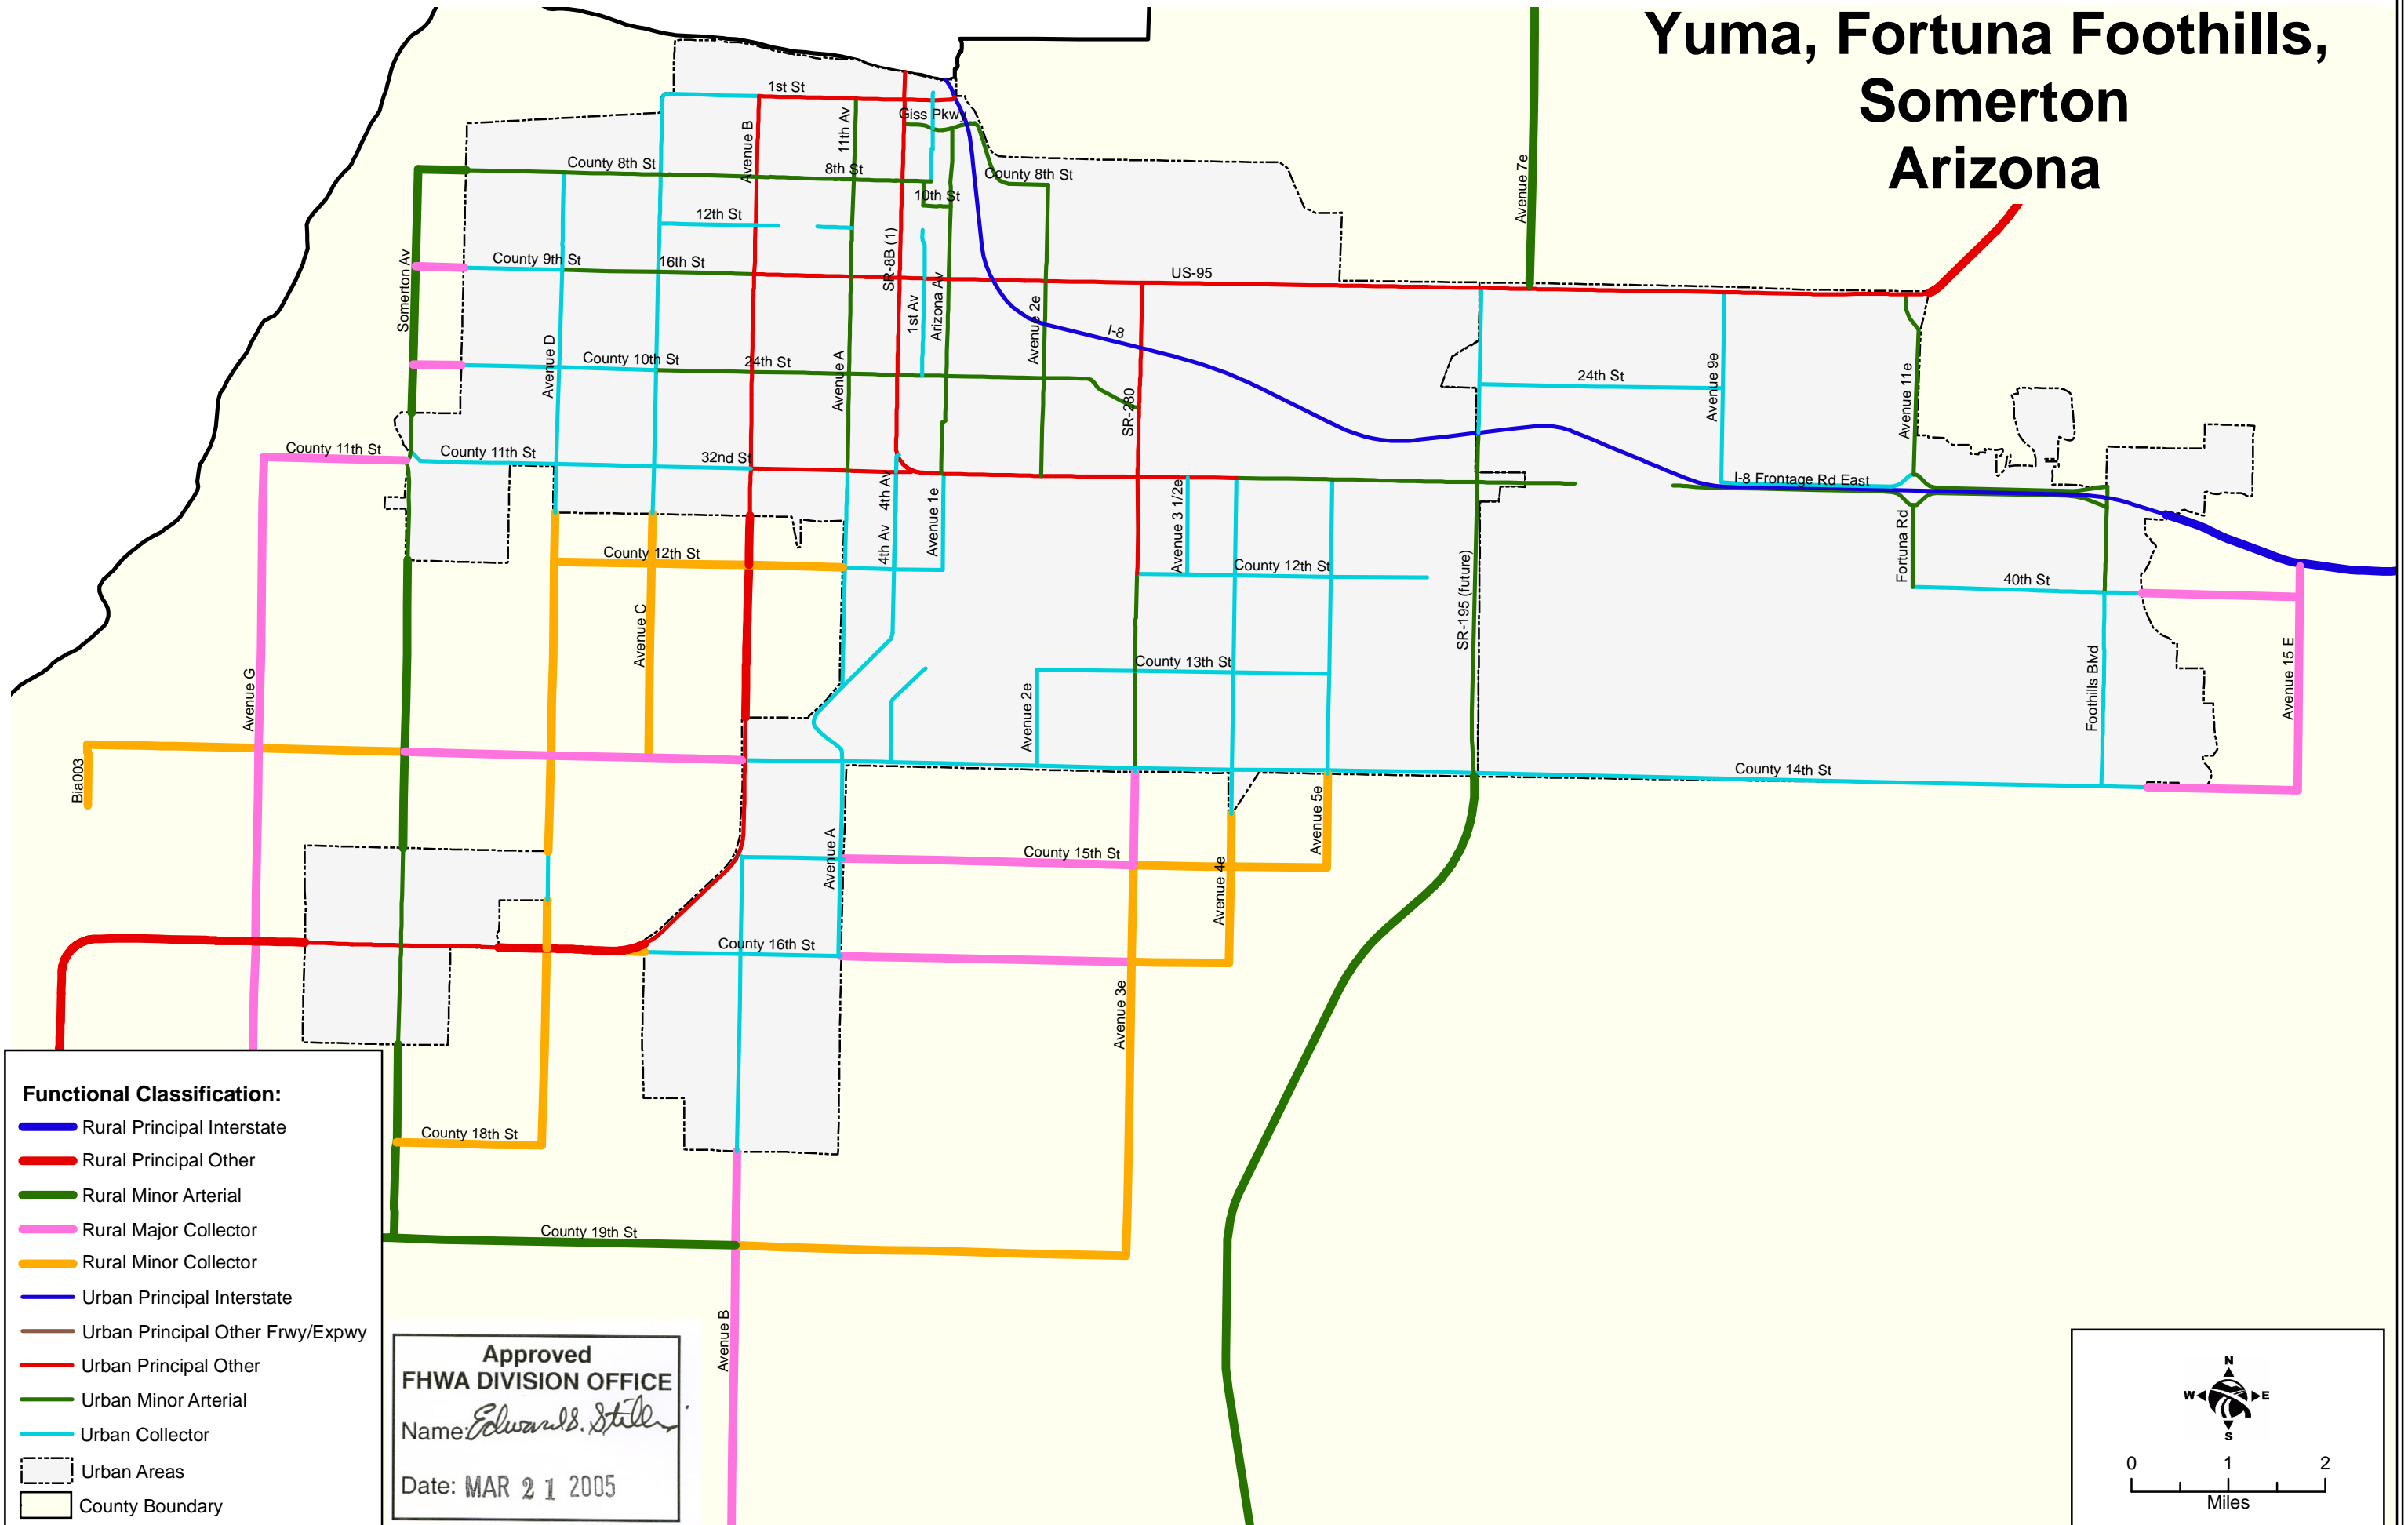 Yuma, Fortuna Foothills,
Somerton
Arizona
1st St
Giss Pkwy
11th Av
Avenue B
County 8th St
8th St
County 8th St
10th St
Avenue 7e
12th St
SR-8B (1)
Somerton Av
County 9th St
16th St
US-95
1st Av
Arizona Av
Avenue 2e
I-8
Avenue D
County 10th St
24th St
Avenue A
SR-280
24th St
Avenue 9e
Avenue 11e
County 11th St
County 11th St
32nd St
4th Av
4th Av
Avenue 1e
Avenue 3 1/2e
I-8 Frontage Rd East
County 12th St
County 12th St
Fortuna Rd
40th St
Avenue C
SR-195 (future)
Avenue G
County 13th St
Avenue 2e
Foothills Blvd
Avenue 15 E
Bia003
County 14th St
Avenue 5e
Avenue A
County 15th St
Avenue 4e
County 16th St
Avenue 3e
County 18th St
County 19th St
Avenue B
Functional Classification:
Rural Principal Interstate
Rural Principal Other
Rural Minor Arterial
Rural Major Collector
Rural Minor Collector
Urban Principal Interstate
Urban Principal Other Frwy/Expwy
Urban Principal Other
Urban Minor Arterial
Urban Collector
Urban Areas
County Boundary
Approved
FHWA DIVISION OFFICE
Name:
Date: MAR 21 2005
N
W E
S
0 1 2
Miles